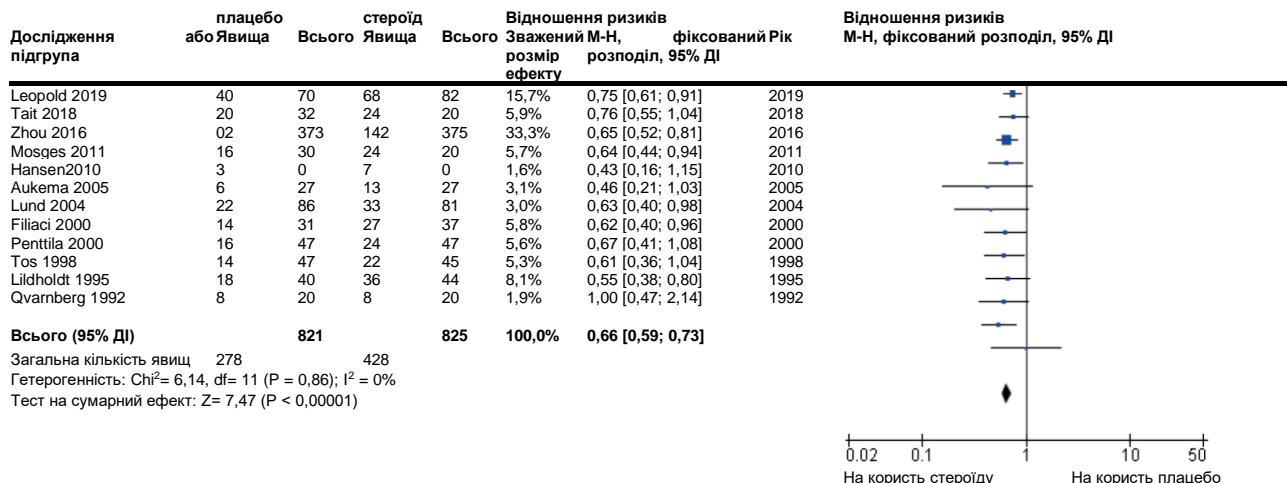 плацебо стероїд Відношення ризиків Відношення ризиків
Дослідження або Явища Всього Явища Всього Зважений М-Н, фіксований Рік М-Н, фіксований розподіл, 95% ДІ
підгрупа розмір розподіл, 95% ДІ
ефекту
Leopold 2019 40 70 68 82 15,7% 0,75 [0,61; 0,91] 2019
Tait 2018 20 32 24 20 5,9% 0,76 [0,55; 1,04] 2018
Zhou 2016 02 373 142 375 33,3% 0,65 [0,52; 0,81] 2016
Mosges 2011 16 30 24 20 5,7% 0,64 [0,44; 0,94] 2011
Hansen2010 3 0 7 0 1,6% 0,43 [0,16; 1,15] 2010
Aukema 2005 6 27 13 27 3,1% 0,46 [0,21; 1,03] 2005
Lund 2004 22 86 33 81 3,0% 0,63 [0,40; 0,98] 2004
Filiaci 2000 14 31 27 37 5,8% 0,62 [0,40; 0,96] 2000
Penttila 2000 16 47 24 47 5,6% 0,67 [0,41; 1,08] 2000
Tos 1998 14 47 22 45 5,3% 0,61 [0,36; 1,04] 1998
Lildholdt 1995 18 40 36 44 8,1% 0,55 [0,38; 0,80] 1995
Qvarnberg 1992 8 20 8 20 1,9% 1,00 [0,47; 2,14] 1992
Всього (95% ДІ) 821 825 100,0% 0,66 [0,59; 0,73]
Загальна кількість явищ 278 428
Гетерогенність: Chi²= 6,14, df= 11 (P = 0,86); I² = 0%
Тест на сумарний ефект: Z= 7,47 (P < 0,00001)
0.02 0.1 1 10 50
На користь стероїду На користь плацебо